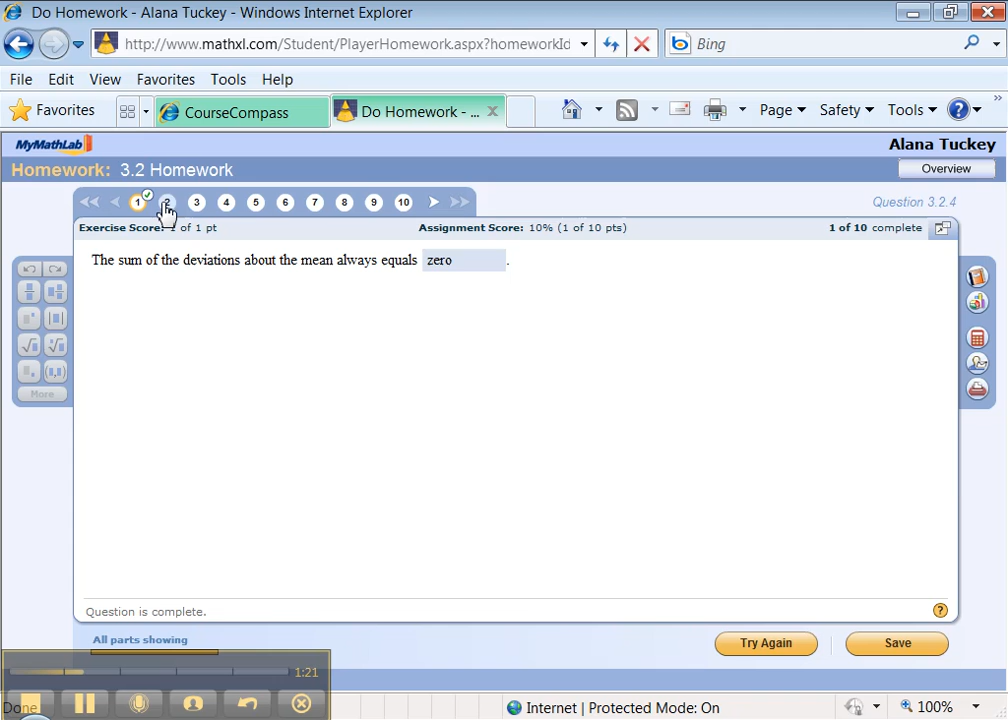 Do Homework - Alana Tuckey - Windows Internet Explorer
http://www.mathxl.com/Student/PlayerHomework.aspx?homeworkId
Bing
File Edit View Favorites Tools Help
Favorites CourseCompass Do Homework - ... Page Safety Tools
MyMathLab Alana Tuckey
Homework: 3.2 Homework Overview
1 2 3 4 5 6 7 8 9 10 Question 3.2.4
Exercise Score: of 1 pt Assignment Score: 10% (1 of 10 pts) 1 of 10 complete
The sum of the deviations about the mean always equals zero .
More
Question is complete.
All parts showing Try Again Save
1:21
Done Internet | Protected Mode: On 100%